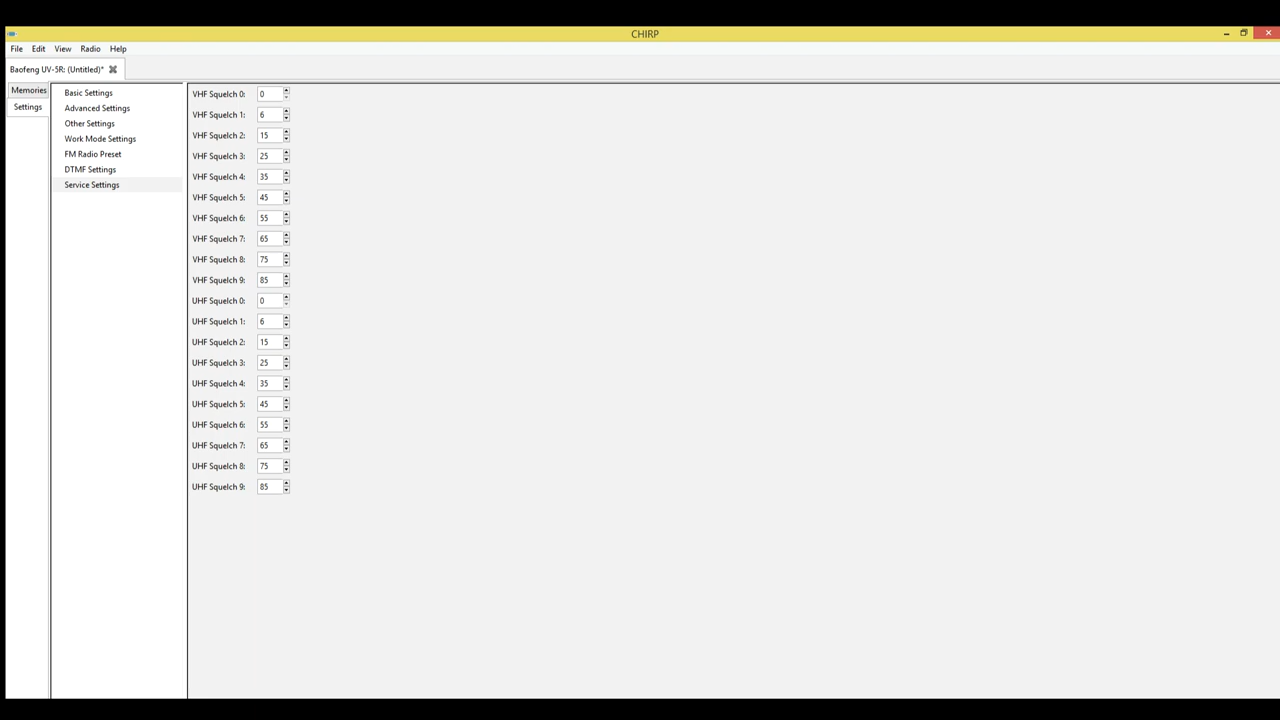 CHIRP
File Edit View Radio Help
Baofeng UV-5R: (Untitled)*
Memories
Settings
Basic Settings
Advanced Settings
Other Settings
Work Mode Settings
FM Radio Preset
DTMF Settings
Service Settings
VHF Squelch 0: 0
VHF Squelch 1: 6
VHF Squelch 2: 15
VHF Squelch 3: 25
VHF Squelch 4: 35
VHF Squelch 5: 45
VHF Squelch 6: 55
VHF Squelch 7: 65
VHF Squelch 8: 75
VHF Squelch 9: 85
UHF Squelch 0: 0
UHF Squelch 1: 6
UHF Squelch 2: 15
UHF Squelch 3: 25
UHF Squelch 4: 35
UHF Squelch 5: 45
UHF Squelch 6: 55
UHF Squelch 7: 65
UHF Squelch 8: 75
UHF Squelch 9: 85